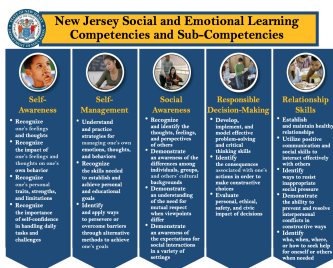 New Jersey Social and Emotional Learning
Competencies and Sub-Competencies
Self-
Awareness
• Recognize
one's feelings
and thoughts
• Recognize
the impact of
one's feelings
and thoughts on one's
own behavior
• Recognize
one's personal
traits, strengths,
and limitations
• Recognize
the importance
of self-confidence
in handling daily
tasks and
challenges
Self-
Management
• Understand
and practice
strategies for
managing one's own
emotions, thoughts,
and behaviors
• Recognize
the skills needed
to establish and
achieve personal
and educational
goals
• Identify
and apply ways
to persevere or
overcome barriers
through alternative
methods to achieve
one's goals
Social
Awareness
• Recognize
and identify the
thoughts, feelings,
and perspectives
of others
• Demonstrate
an awareness of the
differences among
individuals, groups,
and others' cultural
backgrounds
• Demonstrate
an understanding
of the need for
mutual respect
when viewpoints
differ
• Demonstrate
an awareness of
the expectations for
social interactions
in a variety of
settings
Responsible
Decision-Making
• Develop,
implement, and
model effective
problem-solving
and critical
thinking skills
• Identify
the consequences
associated with one's
actions in order to
make constructive
choices
• Evaluate
personal, ethical,
safety, and civic
impact of decisions
Relationship
Skills
• Establish
and maintain healthy
relationships
• Utilize positive
communication and
social skills to
interact effectively
with others
• Identify
ways to resist
inappropriate
social pressure
• Demonstrate
the ability to
prevent and resolve
interpersonal
conflicts in
constructive ways
• Identify
who, when, where,
or how to seek help
for oneself or others
when needed